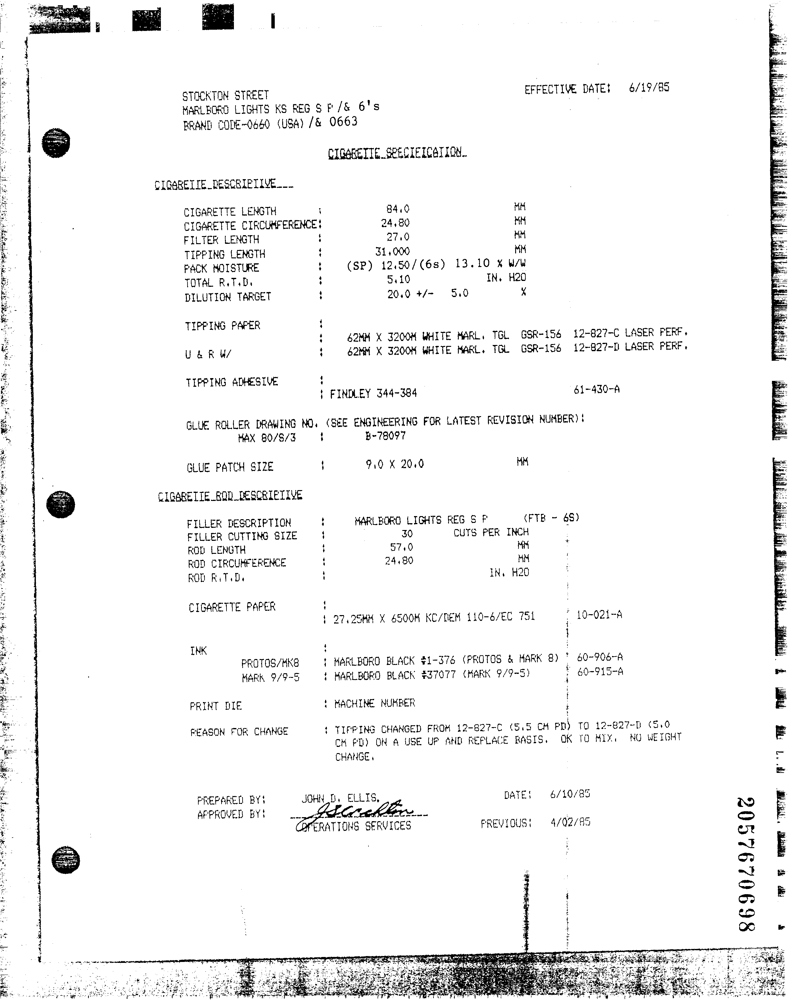 STOCKTON STREET EFFECTIVE DATE: 6/19/85
MARLBORO LIGHTS KS REG S P /& 6's
BRAND CODE-0660 (USA) /& 0663
CIGARETTE SPECIFICATION
CIGARETTE DESCRIPTIVE
CIGARETTE LENGTH : 84.0 MM
CIGARETTE CIRCUMFERENCE: 24.80 MM
FILTER LENGTH : 27.0 MM
TIPPING LENGTH : 31.000 MM
PACK MOISTURE : (SP) 12.50/(6s) 13.10 % W/W
TOTAL R.T.D. : 5.10 IN. H2O
DILUTION TARGET : 20.0 +/- 5.0 %
TIPPING PAPER :
: 62MM X 3200M WHITE MARL. TGL GSR-156 12-827-C LASER PERF.
U & R W/ : 62MM X 3200M WHITE MARL. TGL GSR-156 12-827-D LASER PERF.
TIPPING ADHESIVE :
: FINDLEY 344-384 61-430-A
GLUE ROLLER DRAWING NO. (SEE ENGINEERING FOR LATEST REVISION NUMBER):
MAX 80/S/3 : B-78097
GLUE PATCH SIZE : 9.0 X 20.0 MM
CIGARETTE ROD DESCRIPTIVE
FILLER DESCRIPTION : MARLBORO LIGHTS REG S P (FTB - 6S)
FILLER CUTTING SIZE : 30 CUTS PER INCH
ROD LENGTH : 57.0 MM
ROD CIRCUMFERENCE : 24.80 MM
ROD R.T.D. : IN. H2O
CIGARETTE PAPER :
: 27.25MM X 6500M KC/DEM 110-6/EC 751 10-021-A
INK :
PROTOS/MK8 : MARLBORO BLACK #1-376 (PROTOS & MARK 8) 60-906-A
MARK 9/9-5 : MARLBORO BLACK #37077 (MARK 9/9-5) 60-915-A
PRINT DIE : MACHINE NUMBER
REASON FOR CHANGE : TIPPING CHANGED FROM 12-827-C (5.5 CM PD) TO 12-827-D (5.0
CM PD) ON A USE UP AND REPLACE BASIS. OK TO MIX. NO WEIGHT
CHANGE.
PREPARED BY: JOHN D. ELLIS. DATE: 6/10/85
APPROVED BY:
OPERATIONS SERVICES PREVIOUS: 4/02/85
2057670698